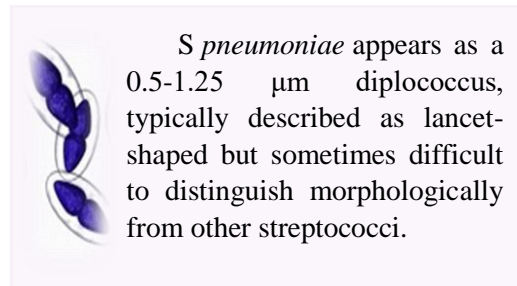 S pneumoniae appears as a
0.5-1.25 μm diplococcus,
typically described as lancet-
shaped but sometimes difficult
to distinguish morphologically
from other streptococci.